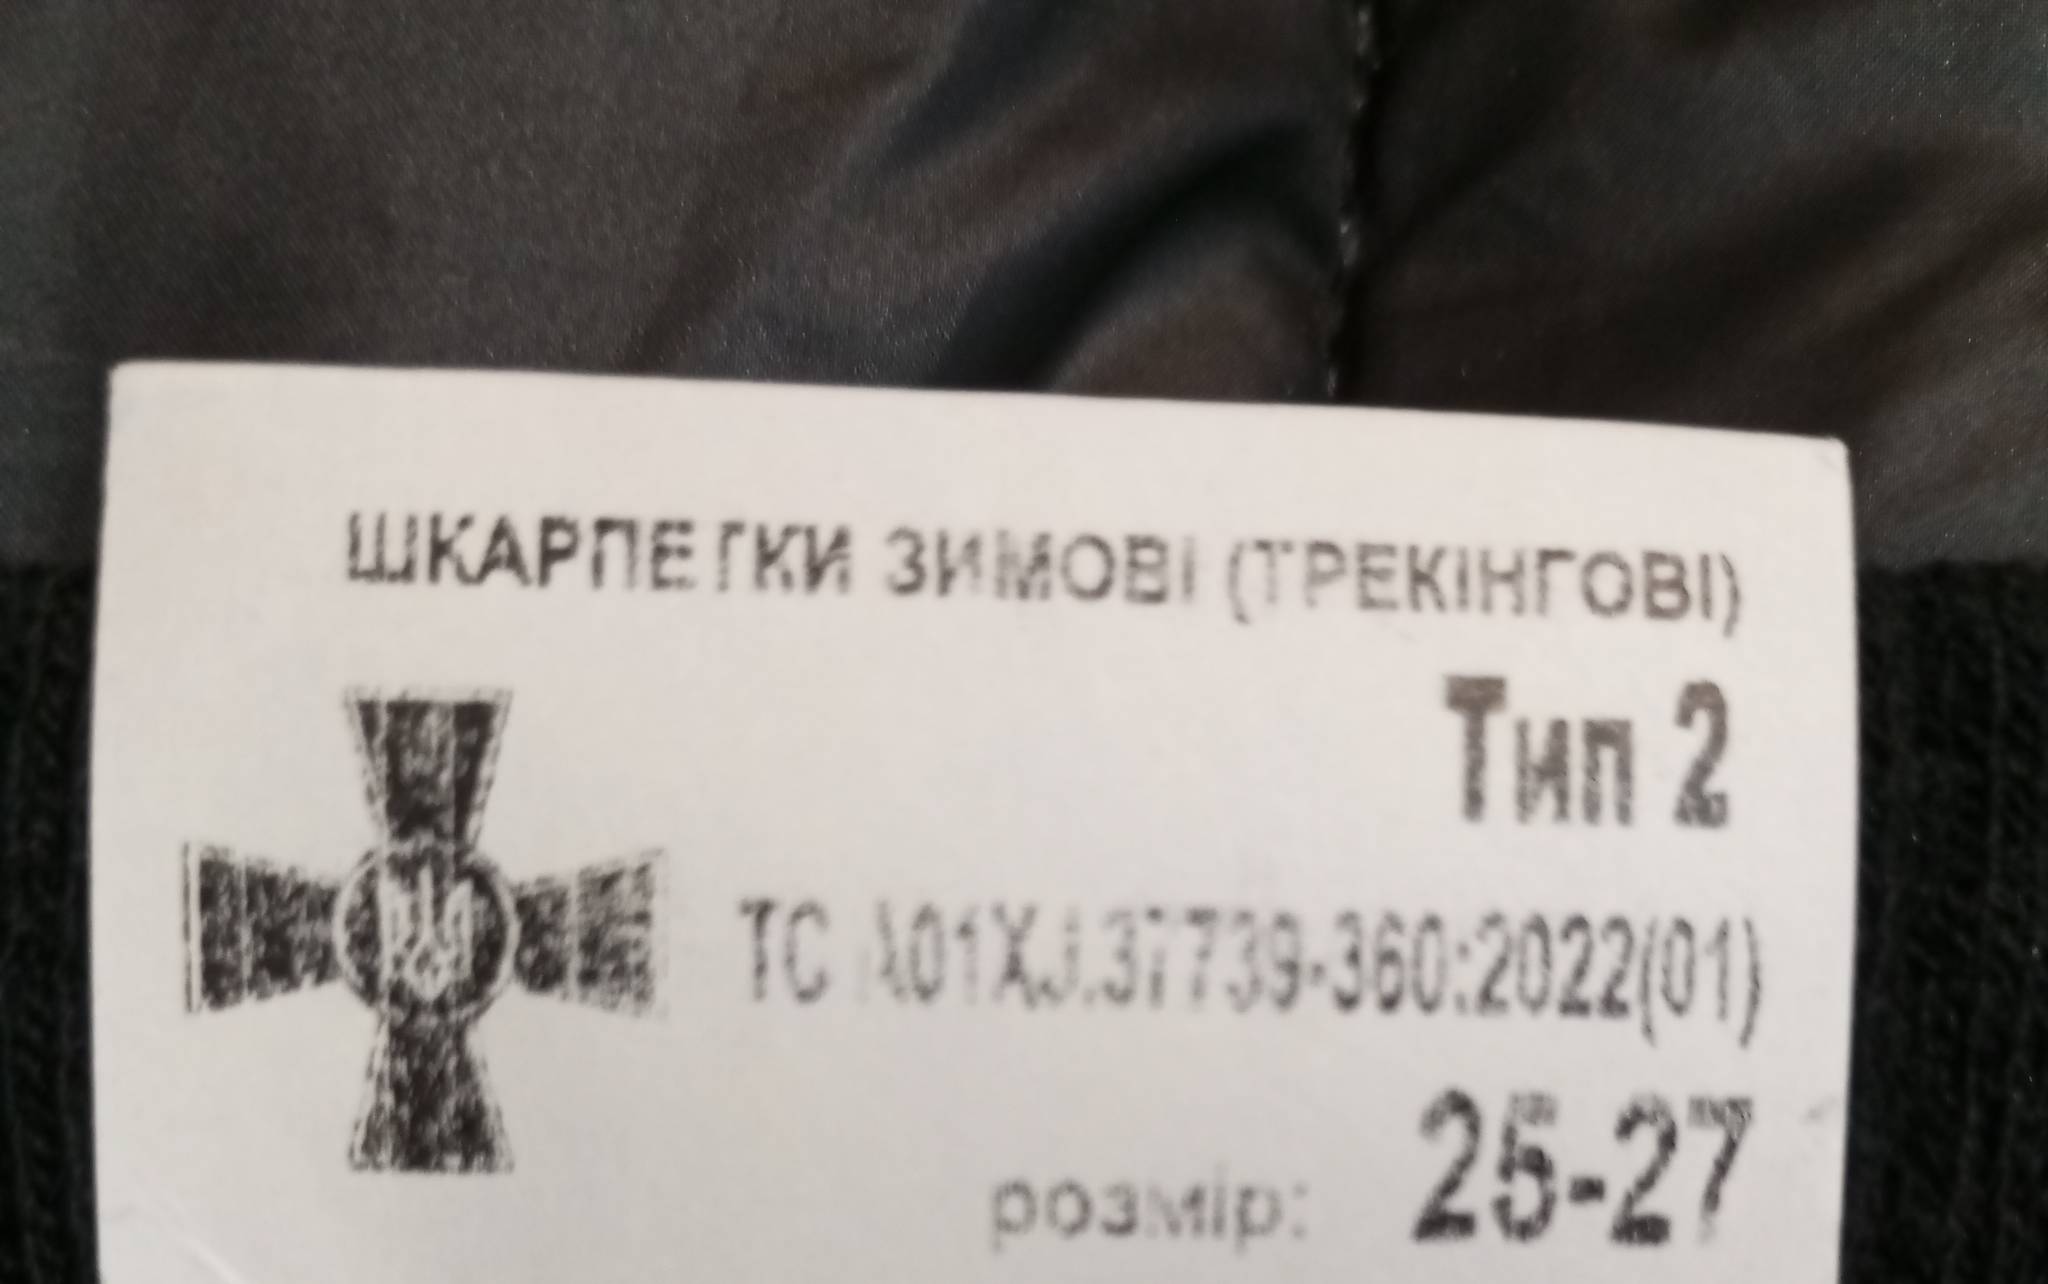 ШКАРПЕТКИ ЗИМОВІ (ТРЕКІНГОВІ)
Тип 2
ТС А01XJ.37739-360:2022(01)
розмір: 25-27